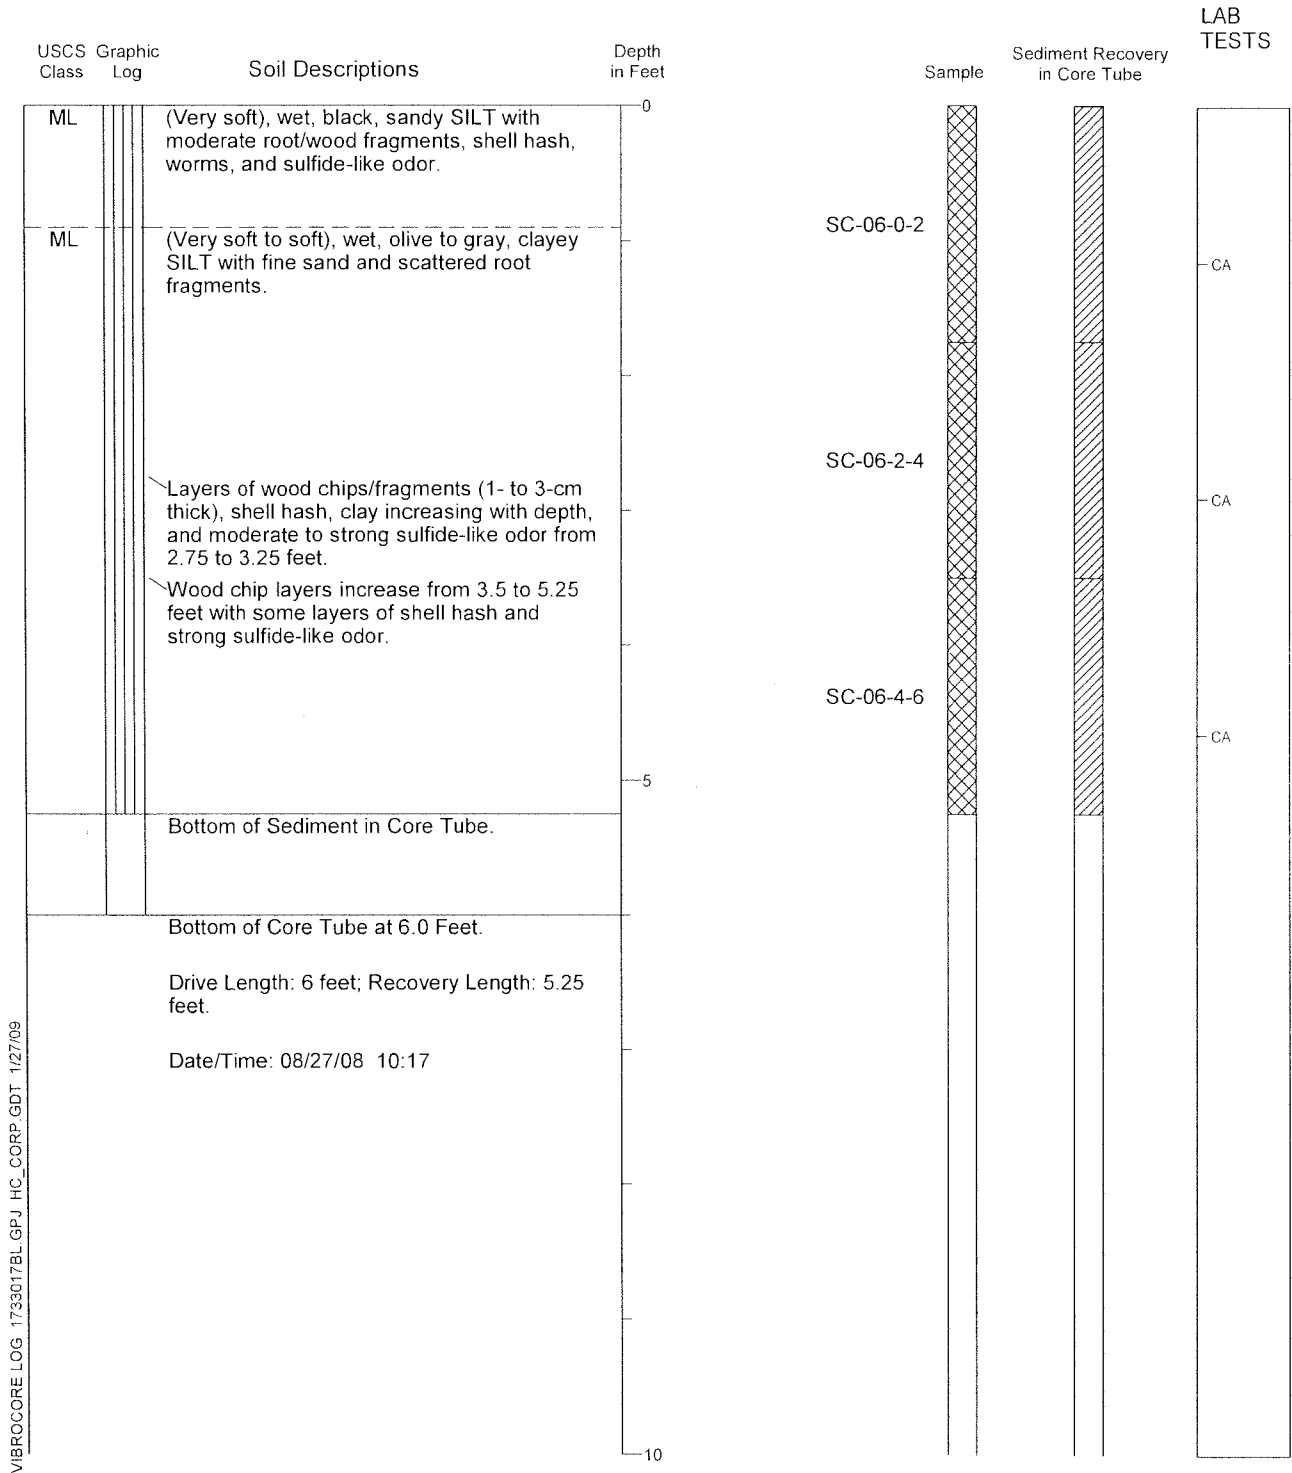 LAB
TESTS
USCS Graphic
Class Log
Soil Descriptions
Depth
in Feet
Sample
Sediment Recovery
in Core Tube
0
ML
(Very soft), wet, black, sandy SILT with
moderate root/wood fragments, shell hash,
worms, and sulfide-like odor.
SC-06-0-2
ML
(Very soft to soft), wet, olive to gray, clayey
SILT with fine sand and scattered root
fragments.
CA
SC-06-2-4
Layers of wood chips/fragments (1- to 3-cm
thick), shell hash, clay increasing with depth,
and moderate to strong sulfide-like odor from
2.75 to 3.25 feet.
CA
Wood chip layers increase from 3.5 to 5.25
feet with some layers of shell hash and
strong sulfide-like odor.
SC-06-4-6
CA
5
Bottom of Sediment in Core Tube.
Bottom of Core Tube at 6.0 Feet.
Drive Length: 6 feet; Recovery Length: 5.25
feet.
Date/Time: 08/27/08 10:17
10
VIBROCORE LOG 1733017BL.GPJ HC_CORP.GDT 1/27/09